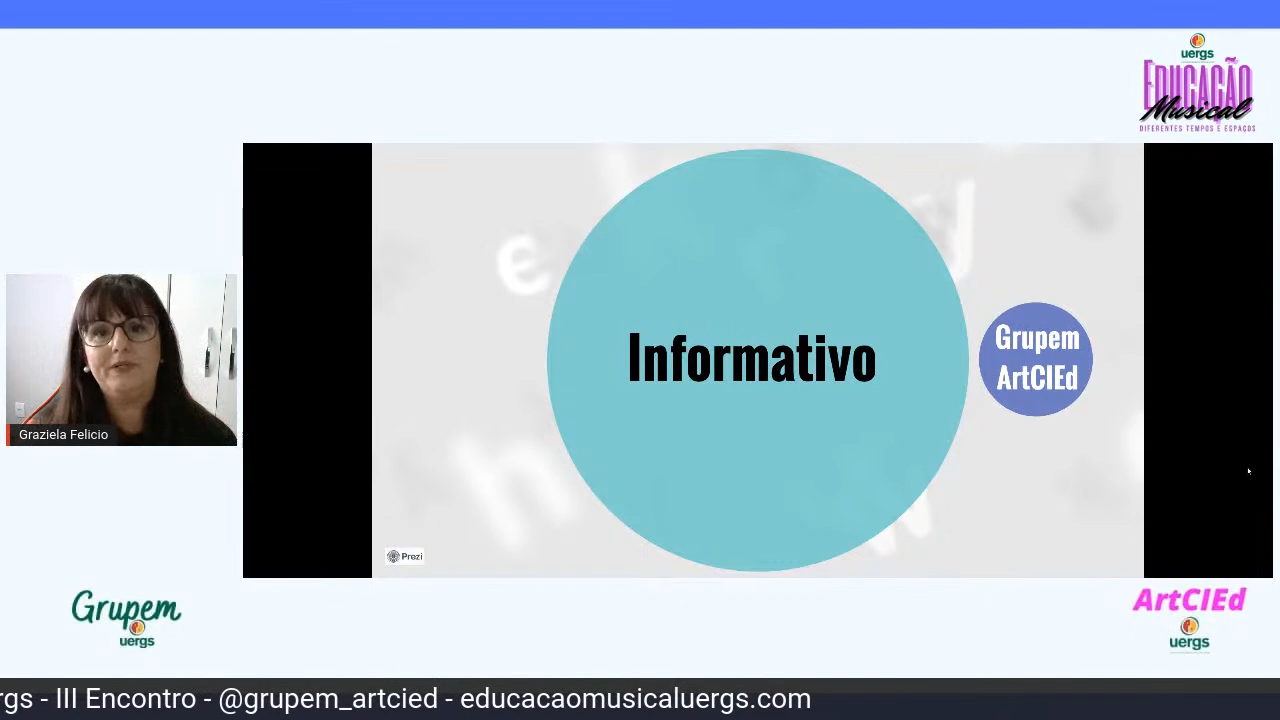 uergs
EDUCAÇÃO
Musical
DIFERENTES TEMPOS E ESPAÇOS
e
h
Informativo
Grupem
ArtCIEd
Prezi
Graziela Felicio
Grupem
uergs
ArtCIEd
uergs
rgs - III Encontro - @grupem_artcied - educacaomusicaluergs.com